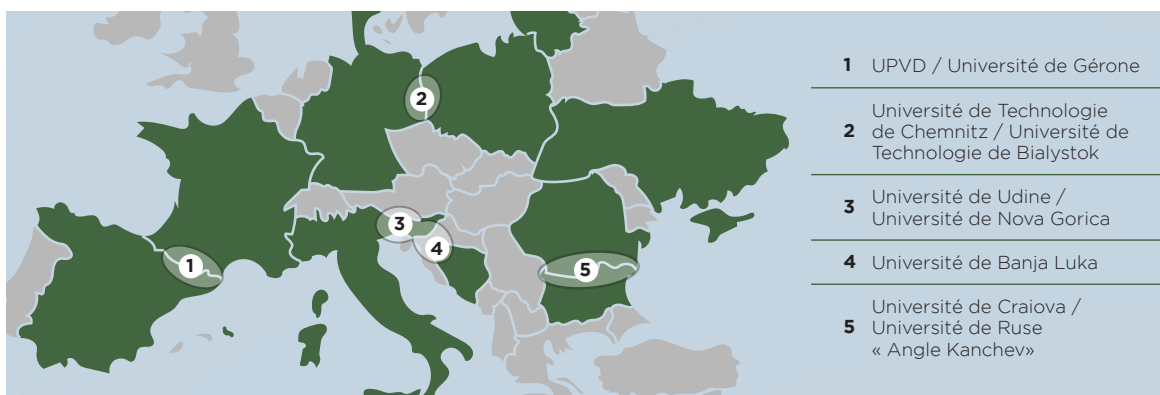 2
3
4
1
5
1 UPVD / Université de Gérone
Université de Technologie
2 de Chemnitz / Université de
Technologie de Bialystok
3 Université de Udine /
Université de Nova Gorica
4 Université de Banja Luka
Université de Craiova /
5 Université de Ruse
« Angle Kanchev»